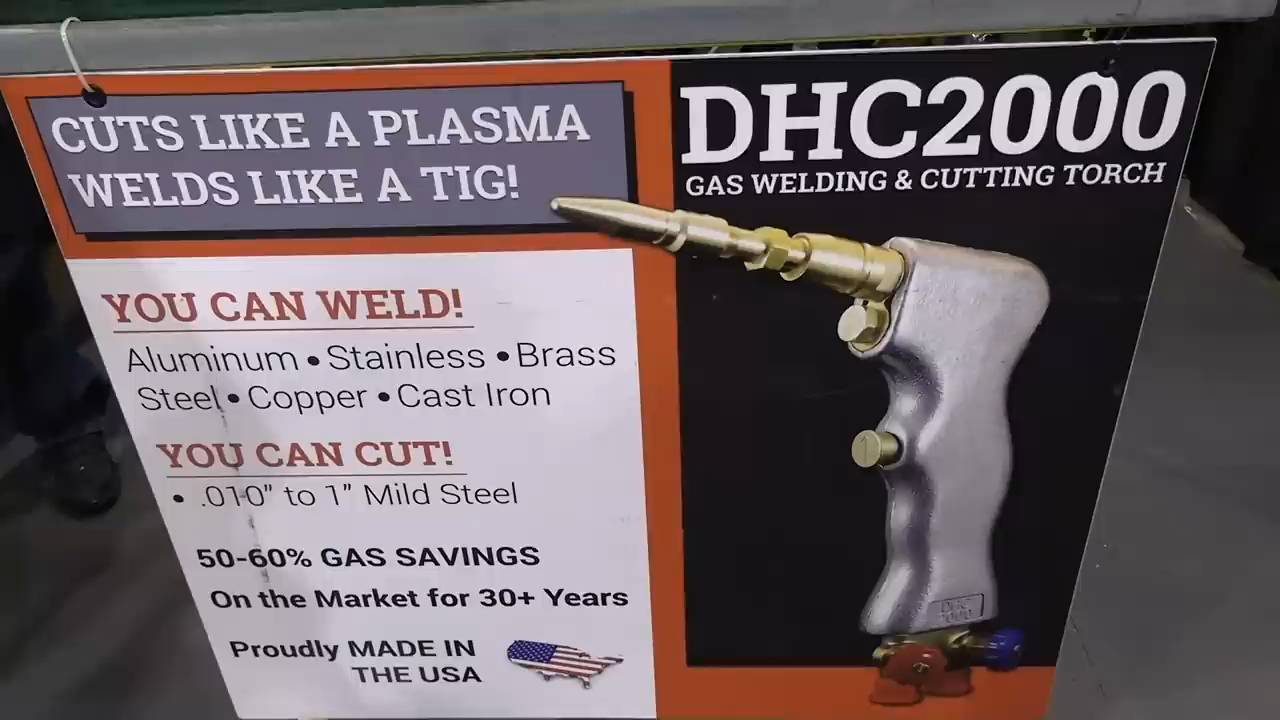 CUTS LIKE A PLASMA
WELDS LIKE A TIG!
DHC2000
GAS WELDING & CUTTING TORCH
YOU CAN WELD!
Aluminum • Stainless • Brass
Steel • Copper • Cast Iron
YOU CAN CUT!
• .010" to 1" Mild Steel
50-60% GAS SAVINGS
On the Market for 30+ Years
Proudly MADE IN
THE USA
DHC
2000